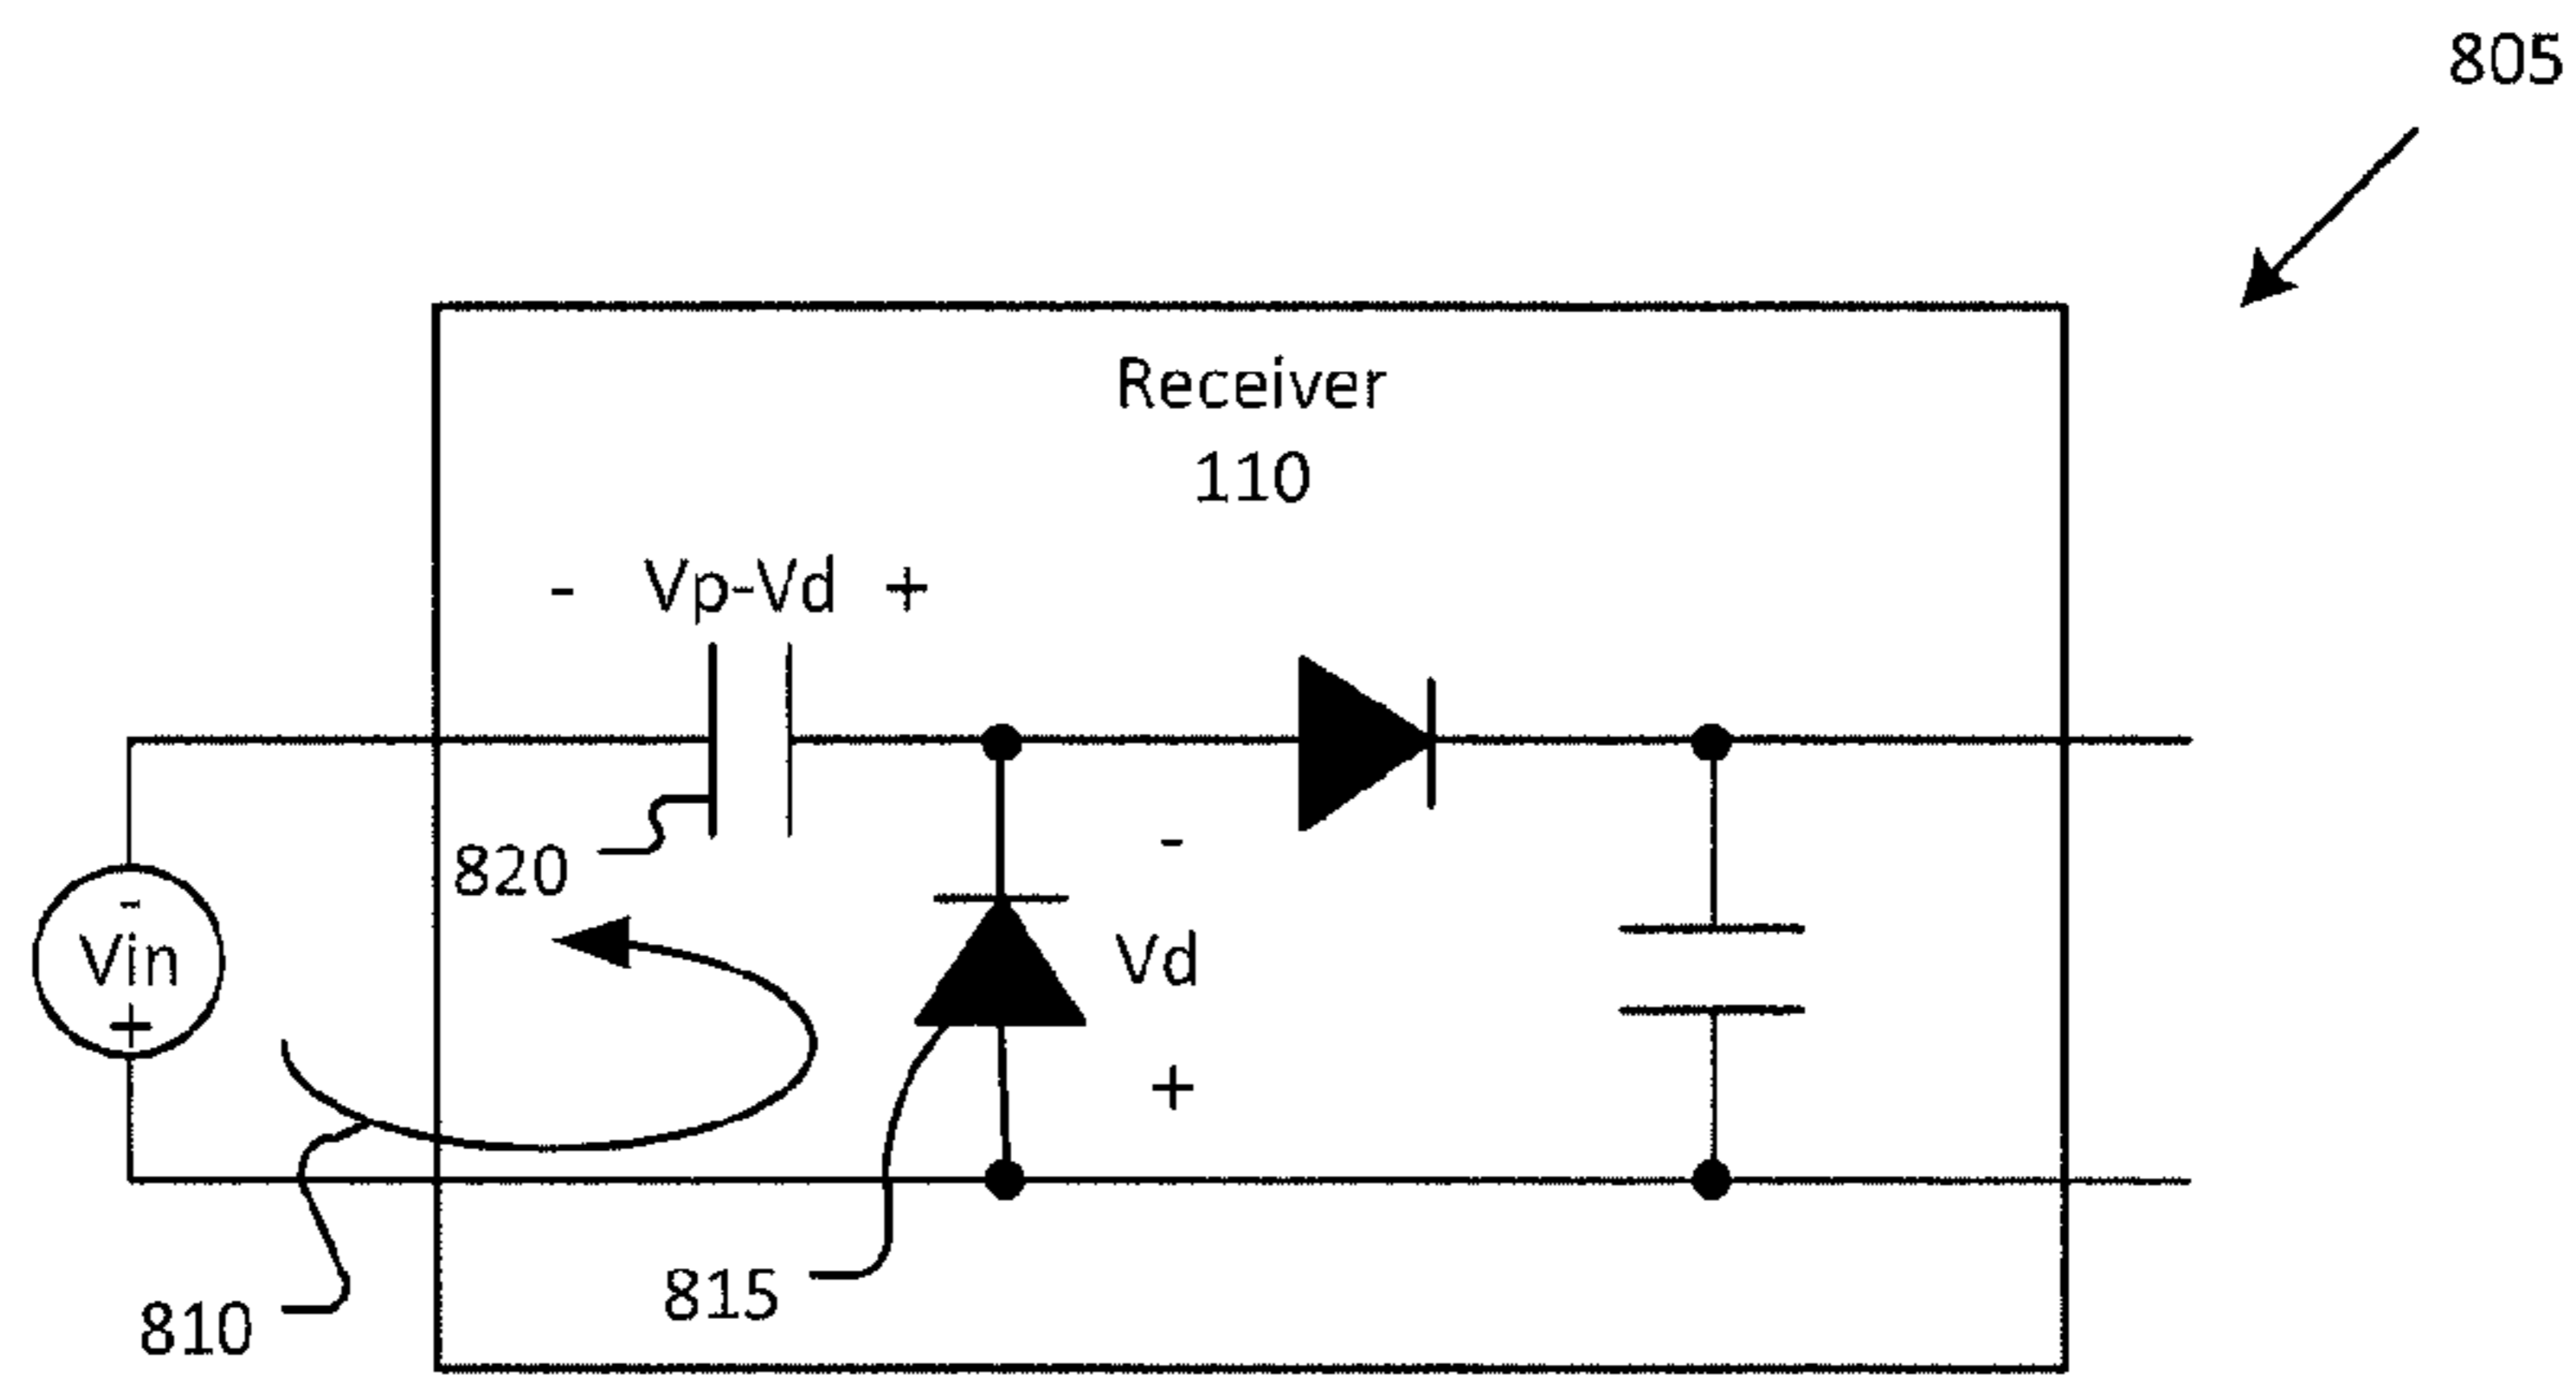 805
Receiver
110
- Vp-Vd +
820
-
Vin
+
-
Vd
+
815
810